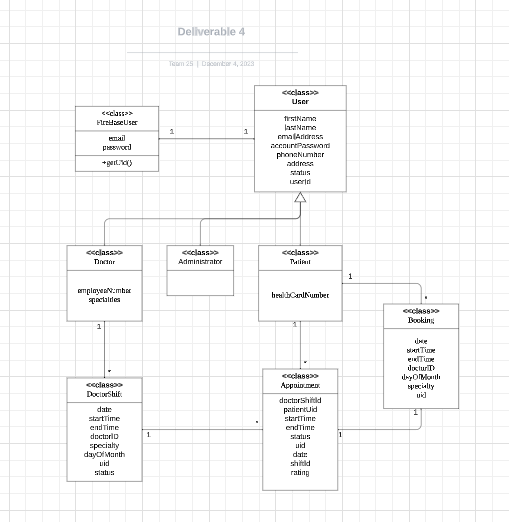 Deliverable 4
Team 25 | December 4, 2023
<<class>>
User
firstName
lastName
emailAddress
accountPassword
phoneNumber
address
status
userId
<<class>>
FireBaseUser
email
password
+getUid()
1
1
<<class>>
Doctor
employeeNumber
specialties
<<class>>
Administrator
<<class>>
Patient
healthCardNumber
1
*
<<class>>
Booking
date
startTime
endTime
doctorID
dayOfMonth
specialty
uid
1
*
1
*
<<class>>
DoctorShift
date
startTime
endTime
doctorID
specialty
dayOfMonth
uid
status
1
*
<<class>>
Appointment
doctorShiftId
patientUid
startTime
endTime
status
uid
date
shiftId
rating
1
1